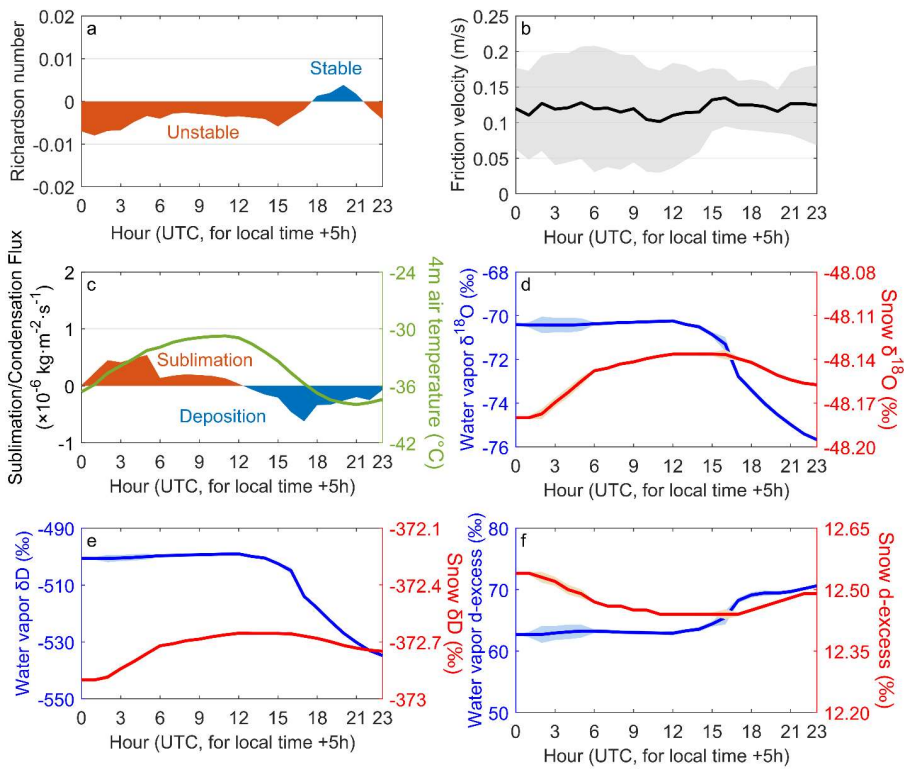 a
Richardson number
0.02
0.01
0
-0.01
-0.02
Stable
Unstable
0 3 6 9 12 15 18 21 23
Hour (UTC, for local time +5h)
b
Friction velocity (m/s)
0.25
0.2
0.15
0.1
0.05
0
0 3 6 9 12 15 18 21 23
Hour (UTC, for local time +5h)
c
Sublimation/Condensation Flux
(×10⁻⁶ kg·m⁻²·s⁻¹)
2
1
0
-1
Sublimation
Deposition
-24
-30
-36
-42
4m air temperature (°C)
0 3 6 9 12 15 18 21 23
Hour (UTC, for local time +5h)
d
Water vapor δ¹⁸O (‰)
-68
-70
-72
-74
-76
-48.08
-48.11
-48.14
-48.17
-48.20
Snow δ¹⁸O (‰)
0 3 6 9 12 15 18 21 23
Hour (UTC, for local time +5h)
e
Water vapor δD (‰)
-490
-510
-530
-550
-372.1
-372.4
-372.7
-373
Snow δD (‰)
0 3 6 9 12 15 18 21 23
Hour (UTC, for local time +5h)
f
Water vapor d-excess (‰)
80
70
60
50
12.65
12.50
12.35
12.20
Snow d-excess (‰)
0 3 6 9 12 15 18 21 23
Hour (UTC, for local time +5h)